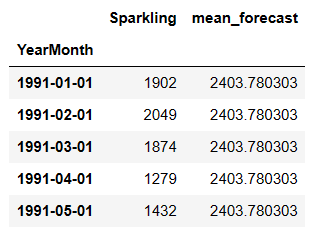 Sparkling mean_forecast
YearMonth
1991-01-01 1902 2403.780303
1991-02-01 2049 2403.780303
1991-03-01 1874 2403.780303
1991-04-01 1279 2403.780303
1991-05-01 1432 2403.780303